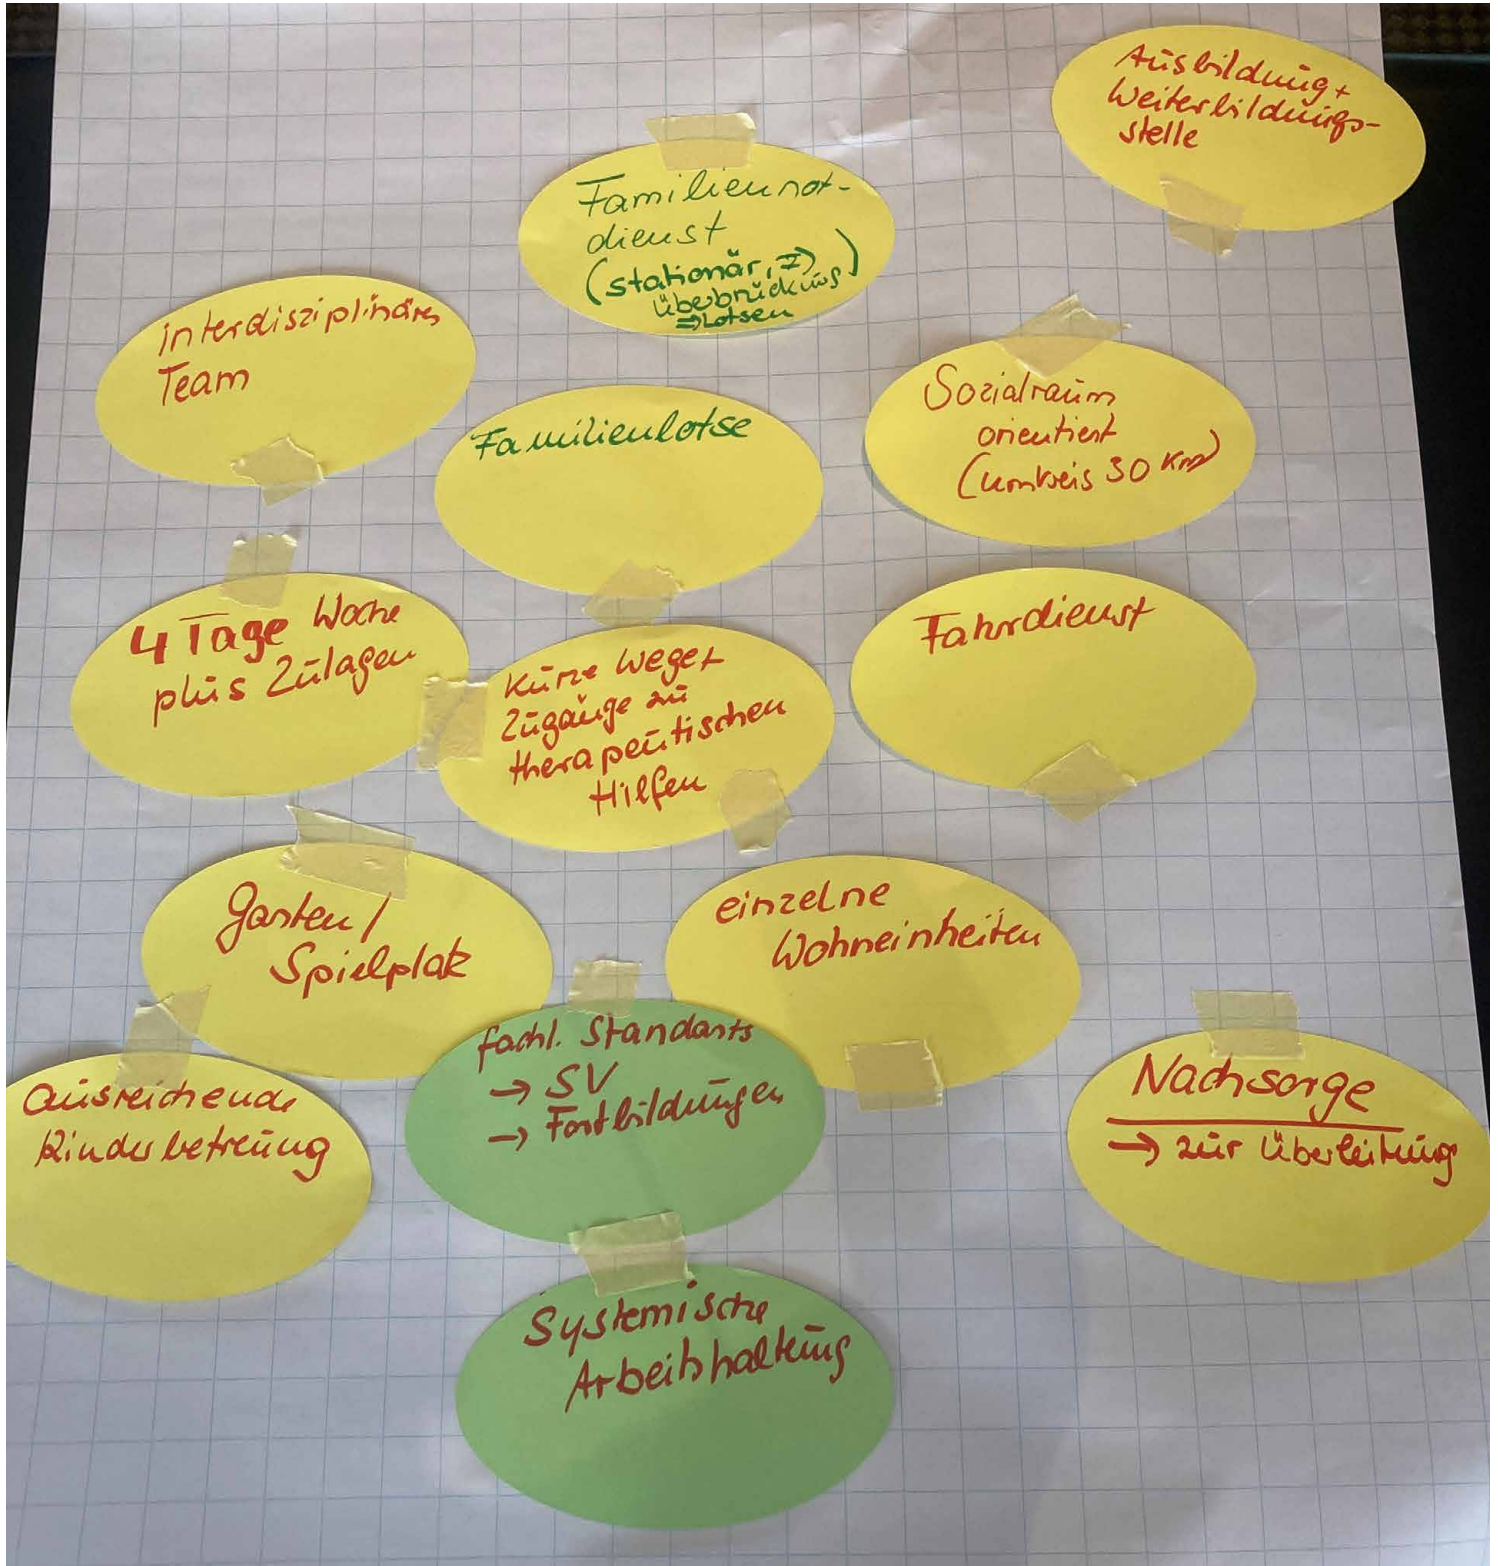 Ausbildung +
Weiterbildungs-
stelle
Familiennot-
dienst
(stationär, →)
Überbrückung
⇒ Lotsen
interdisziplinäres
Team
Familienlotse
Sozialraum
orientiert
(Umkreis 30 Km)
4 Tage Woche
plus Zulagen
Kurze Wege +
Zugänge zu
therapeutischen
Hilfen
Fahrdienst
Garten /
Spielplatz
einzelne
Wohneinheiten
fachl. Standarts
→ SV
→ Fortbildungen
ausreichende
Kinderbetreung
Nachsorge
→ zur Überleitung
Systemische
Arbeitshaltung